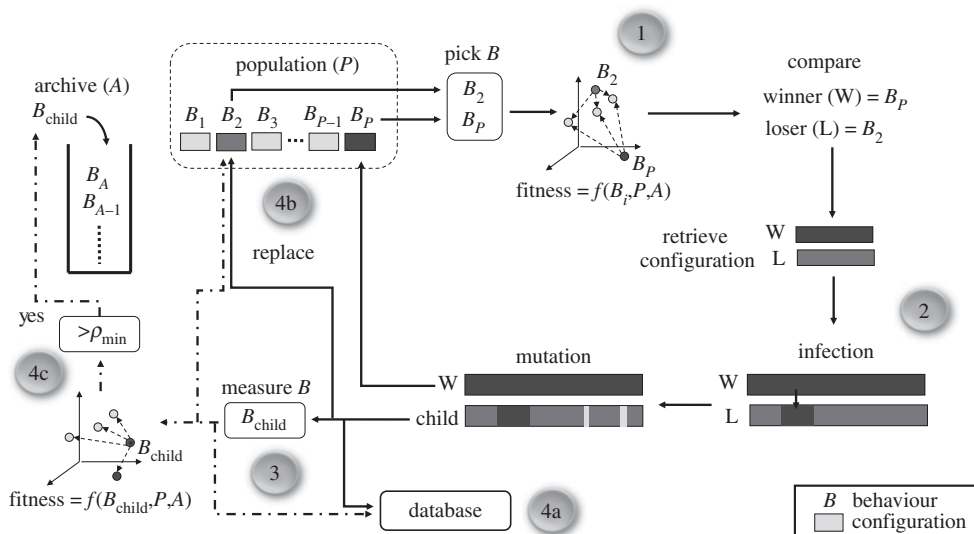 1
population (P)
pick B
B_2
B_P
archive (A)
B_child
B_A
B_{A–1}
B_1 B_2 B_3 B_{P–1} B_P
B_2
B_P
fitness = f(B_i,P,A)
compare
winner (W) = B_P
loser (L) = B_2
4b
replace
retrieve
configuration
W
L
2
yes
>ρ_min
4c
mutation
W
child
infection
W
L
measure B
B_child
3
B_child
fitness = f(B_child,P,A)
database
4a
B behaviour
configuration